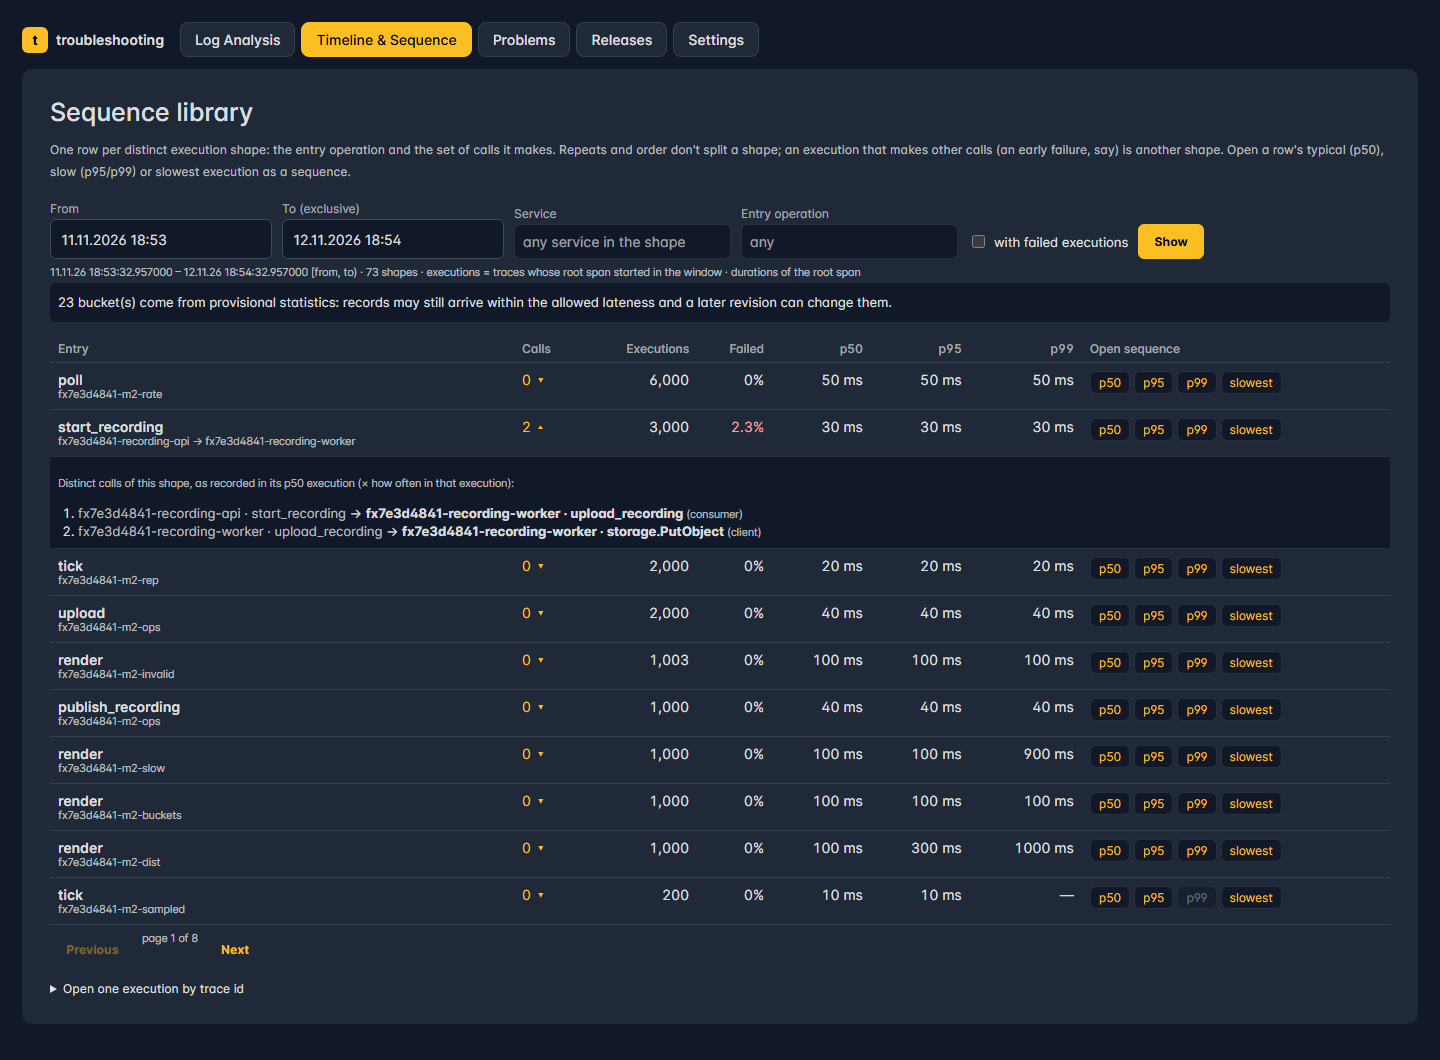 t troubleshooting Log Analysis Timeline & Sequence Problems Releases Settings
Sequence library
One row per distinct execution shape: the entry operation and the set of calls it makes. Repeats and order don't split a shape; an execution that makes other calls (an early failure, say) is another shape. Open a row's typical (p50),
slow (p95/p99) or slowest execution as a sequence.
From To (exclusive) Service Entry operation
11.11.2026 18:53 12.11.2026 18:54 any service in the shape any with failed executions Show
11.11.26 18:53:32.957000 – 12.11.26 18:54:32.957000 [from, to) · 73 shapes · executions = traces whose root span started in the window · durations of the root span
23 bucket(s) come from provisional statistics: records may still arrive within the allowed lateness and a later revision can change them.
Entry Calls Executions Failed p50 p95 p99 Open sequence
poll 0 ▾ 6,000 0% 50 ms 50 ms 50 ms p50 p95 p99 slowest
fx7e3d4841-m2-rate
start_recording 2 ▴ 3,000 2.3% 30 ms 30 ms 30 ms p50 p95 p99 slowest
fx7e3d4841-recording-api → fx7e3d4841-recording-worker
Distinct calls of this shape, as recorded in its p50 execution (× how often in that execution):
1. fx7e3d4841-recording-api · start_recording → fx7e3d4841-recording-worker · upload_recording (consumer)
2. fx7e3d4841-recording-worker · upload_recording → fx7e3d4841-recording-worker · storage.PutObject (client)
tick 0 ▾ 2,000 0% 20 ms 20 ms 20 ms p50 p95 p99 slowest
fx7e3d4841-m2-rep
upload 0 ▾ 2,000 0% 40 ms 40 ms 40 ms p50 p95 p99 slowest
fx7e3d4841-m2-ops
render 0 ▾ 1,003 0% 100 ms 100 ms 100 ms p50 p95 p99 slowest
fx7e3d4841-m2-invalid
publish_recording 0 ▾ 1,000 0% 40 ms 40 ms 40 ms p50 p95 p99 slowest
fx7e3d4841-m2-ops
render 0 ▾ 1,000 0% 100 ms 100 ms 900 ms p50 p95 p99 slowest
fx7e3d4841-m2-slow
render 0 ▾ 1,000 0% 100 ms 100 ms 100 ms p50 p95 p99 slowest
fx7e3d4841-m2-buckets
render 0 ▾ 1,000 0% 100 ms 300 ms 1000 ms p50 p95 p99 slowest
fx7e3d4841-m2-dist
tick 0 ▾ 200 0% 10 ms 10 ms — p50 p95 p99 slowest
fx7e3d4841-m2-sampled
Previous page 1 of 8 Next
▶ Open one execution by trace id